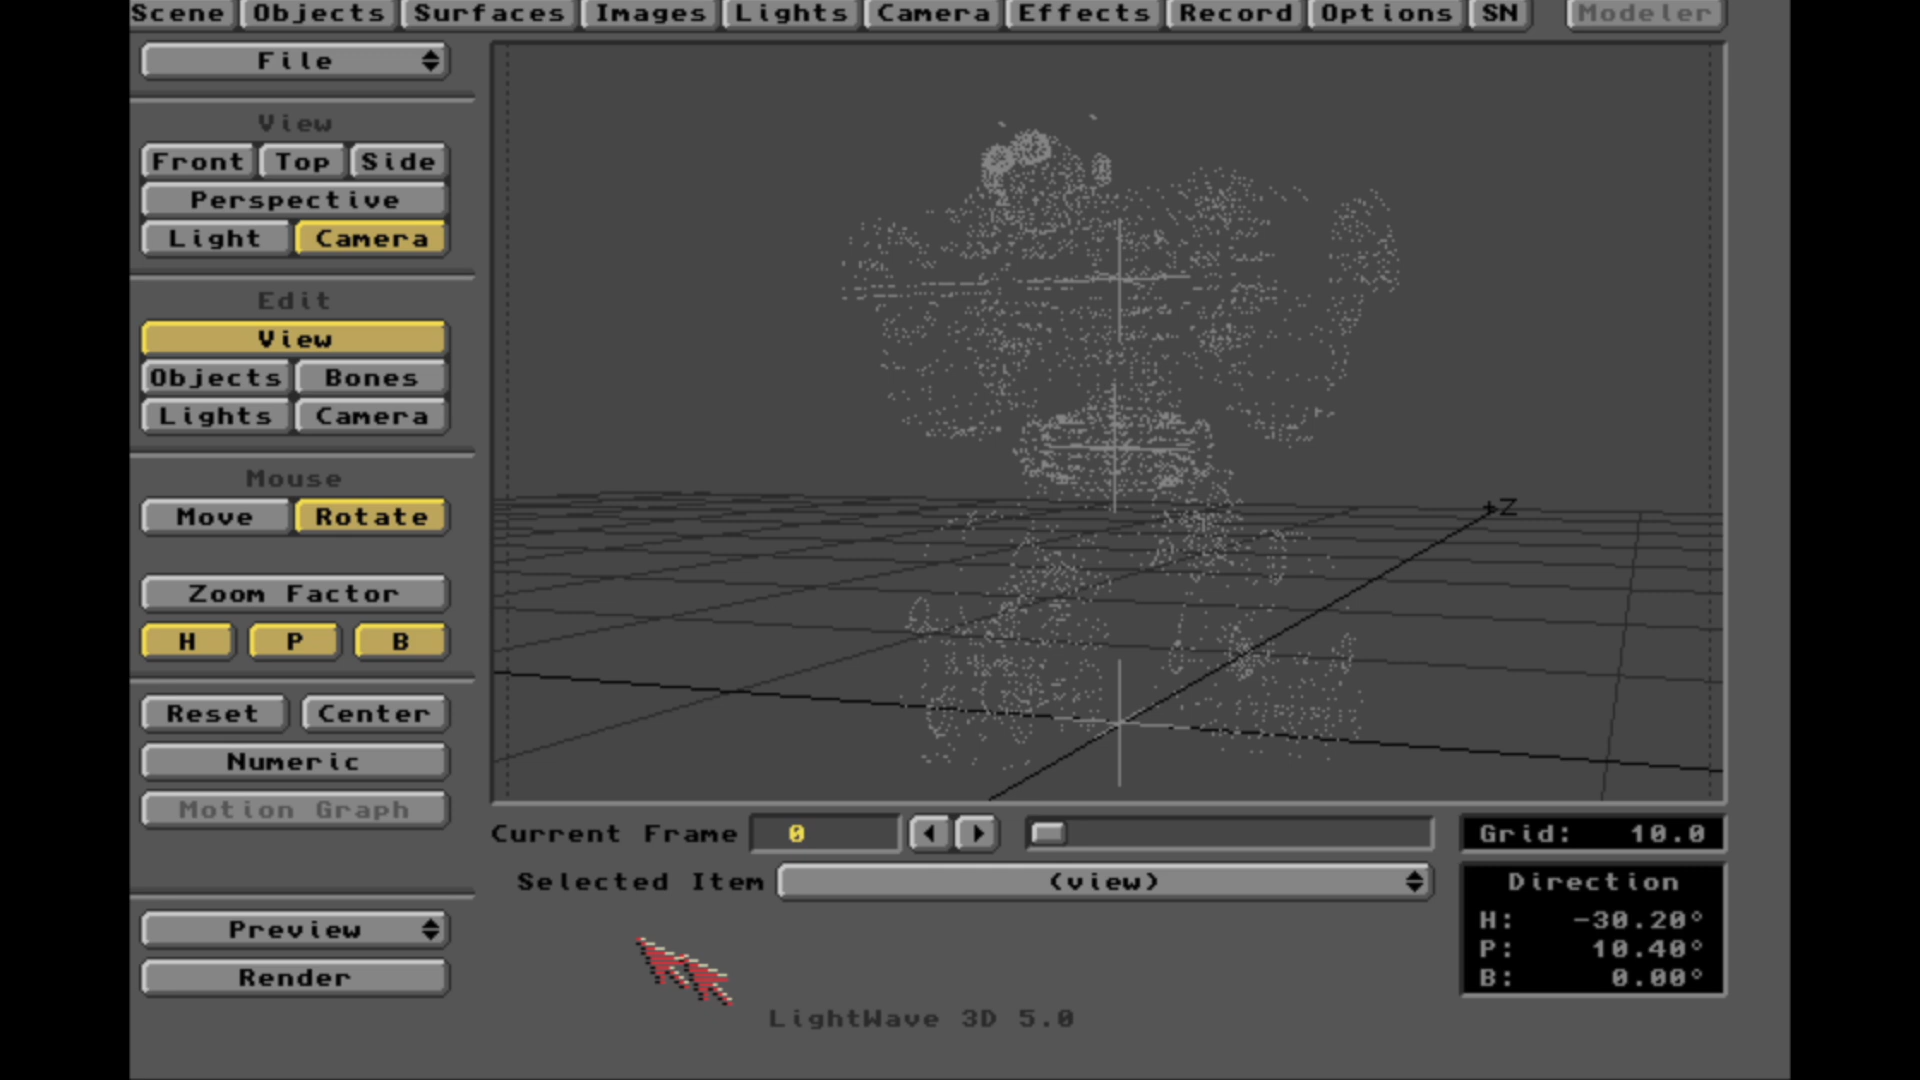 Scene Objects Surfaces Images Lights Camera Effects Record Options SN Modeler
File
View
Front Top Side
Perspective
Light Camera
Edit
View
Objects Bones
Lights Camera
Mouse
Move Rotate
Zoom Factor
H P B
Reset Center
Numeric
Motion Graph
Preview
Render
+Z
Current Frame 0
Selected Item (view)
Grid: 10.0
Direction
H: -30.20°
P: 10.40°
B: 0.00°
LightWave 3D 5.0